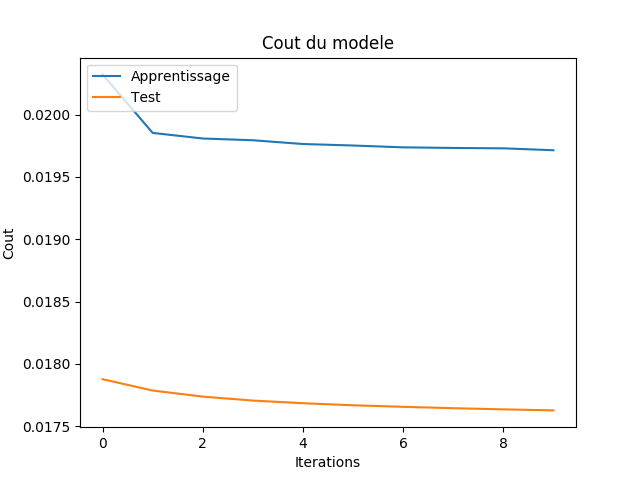 Cout du modele
Apprentissage
Test
0.0200
0.0195
0.0190
0.0185
0.0180
0.0175
Cout
0 2 4 6 8
Iterations